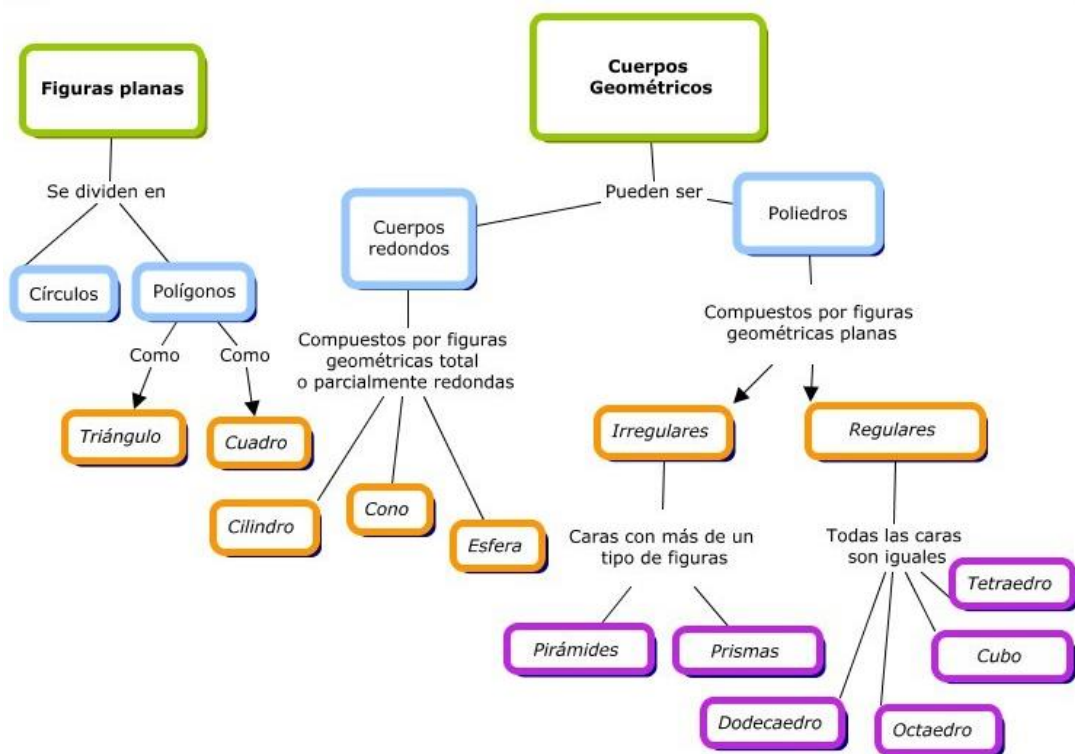 Figuras planas
Cuerpos
Geométricos
Se dividen en
Pueden ser
Círculos
Polígonos
Cuerpos
redondos
Poliedros
Como
Como
Compuestos por figuras
geométricas total
o parcialmente redondas
Compuestos por figuras
geométricas planas
Triángulo
Cuadro
Cilindro
Cono
Esfera
Irregulares
Regulares
Caras con más de un
tipo de figuras
Todas las caras
son iguales
Pirámides
Prismas
Tetraedro
Cubo
Dodecaedro
Octaedro